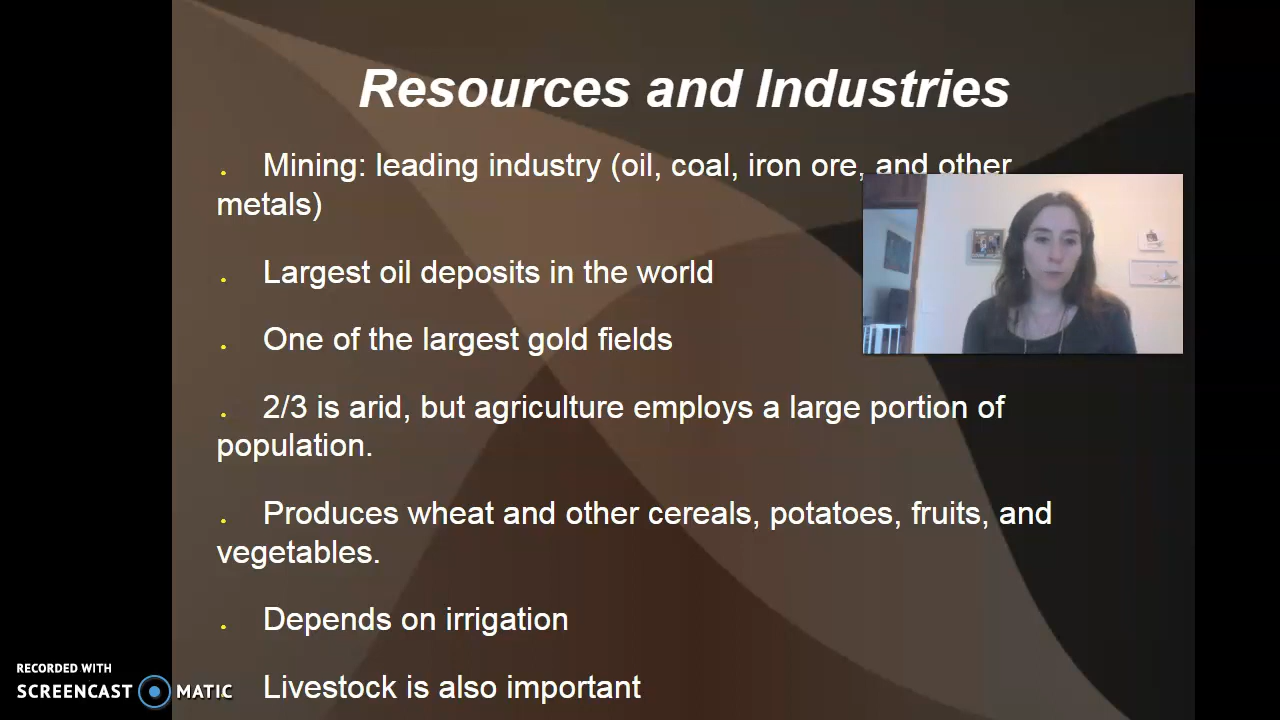 Resources and Industries
. Mining: leading industry (oil, coal, iron ore, and other
metals)
. Largest oil deposits in the world
. One of the largest gold fields
. 2/3 is arid, but agriculture employs a large portion of
population.
. Produces wheat and other cereals, potatoes, fruits, and
vegetables.
. Depends on irrigation
. Livestock is also important
RECORDED WITH
SCREENCAST MATIC